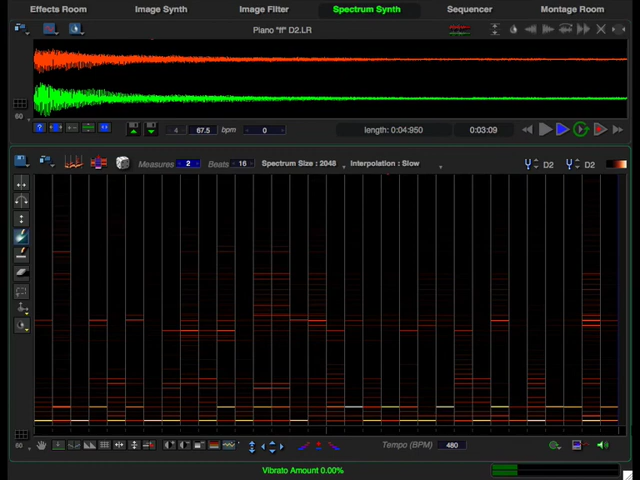 Effects Room Image Synth Image Filter Spectrum Synth Sequencer Montage Room
Piano "ff" D2.LR
60
? 4 67.5 bpm 0 length: 0:04:950 0:03:09
Measures 2 Beats 16 Spectrum Size : 2048 Interpolation : Slow D2 D2
Tempo (BPM) 480
Vibrato Amount 0.00%